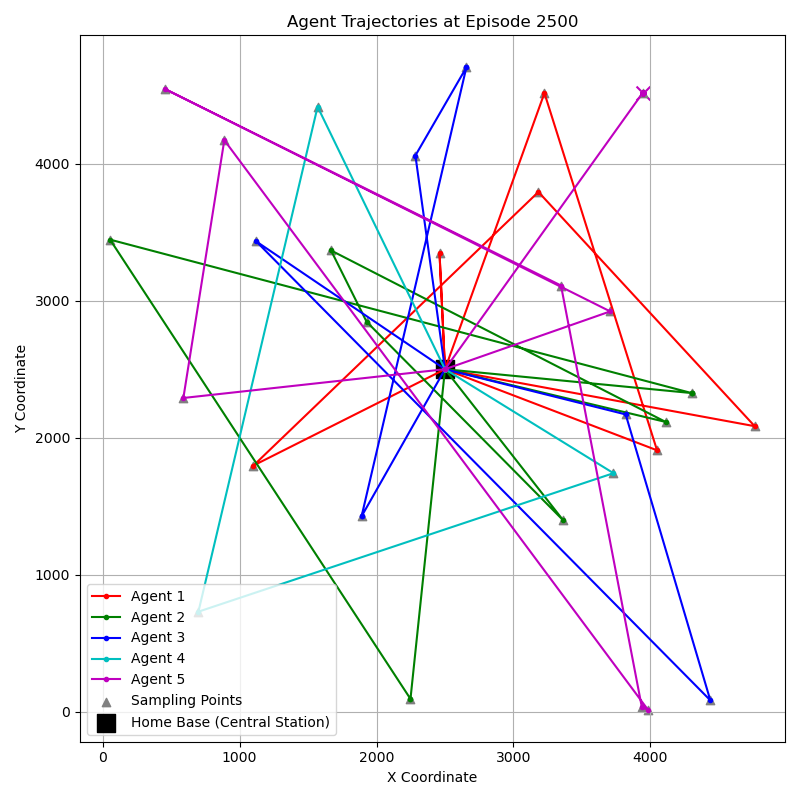 Agent Trajectories at Episode 2500
Y Coordinate
4000
3000
2000
1000
0
Agent 1
Agent 2
Agent 3
Agent 4
Agent 5
Sampling Points
Home Base (Central Station)
0 1000 2000 3000 4000
X Coordinate